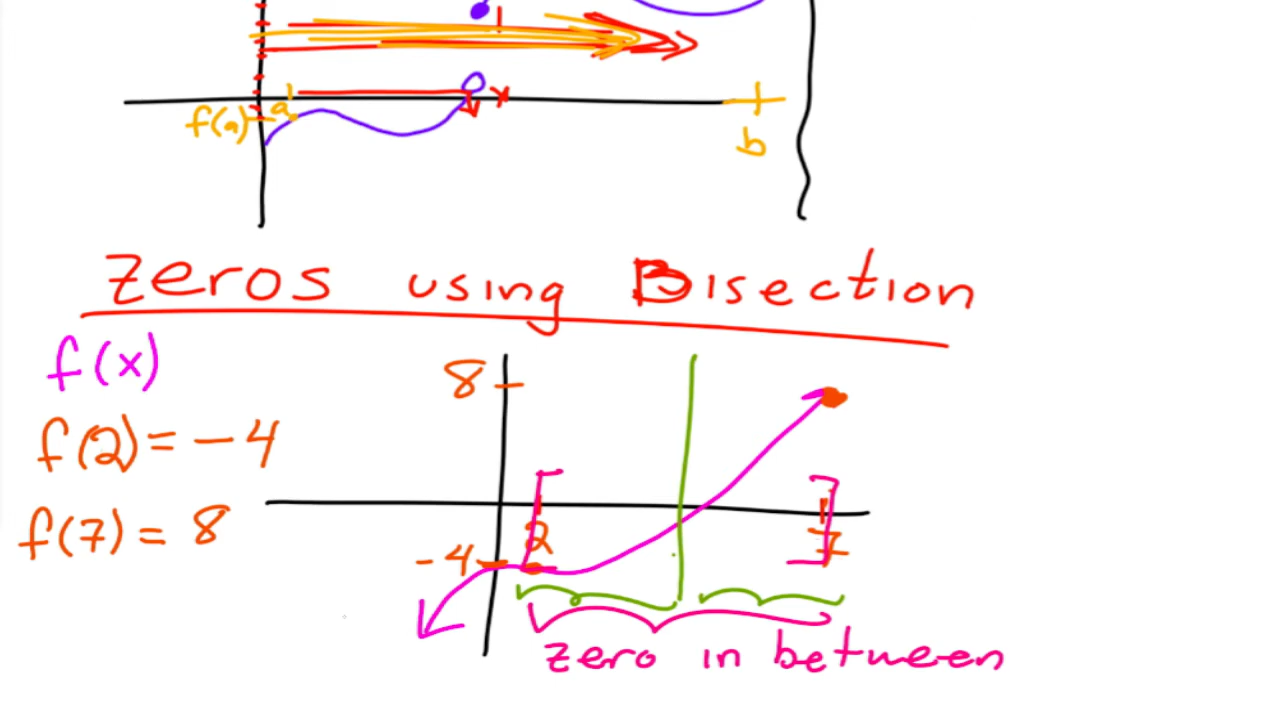 f(a)
a
b
Zeros using Bisection
f(x)
f(2) = -4
f(7) = 8
8
-4
2
7
zero in between